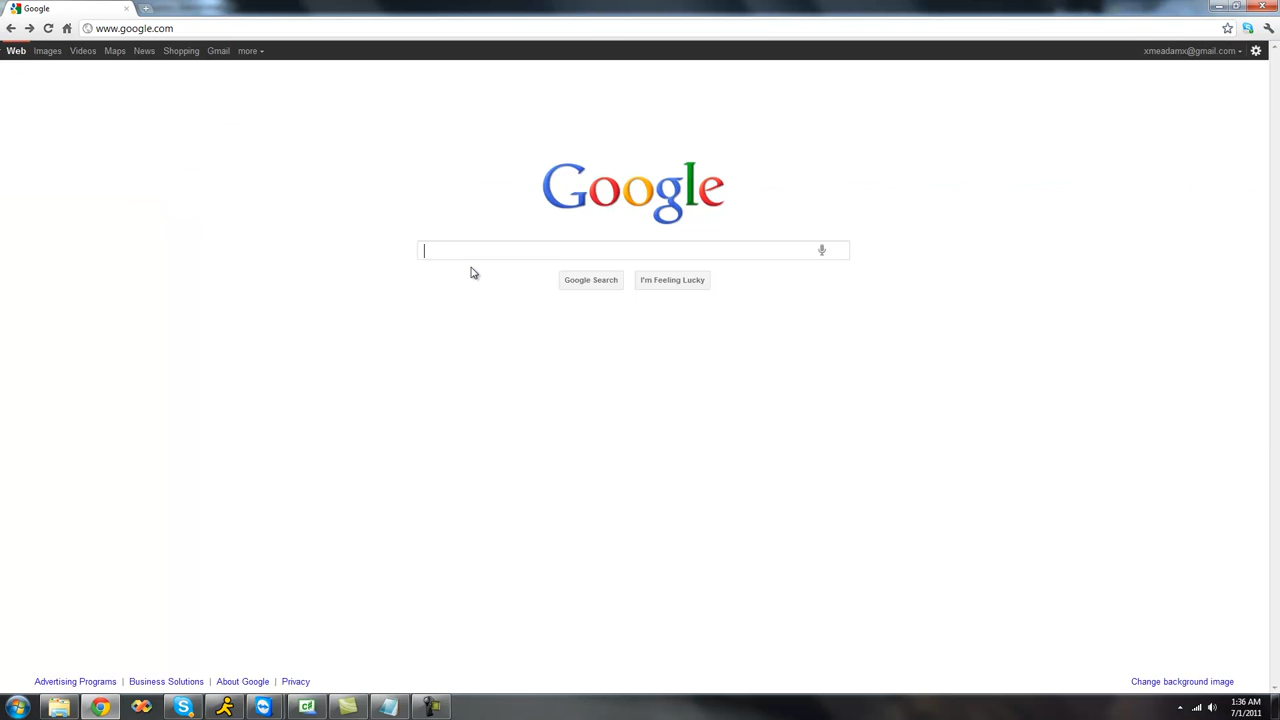 Google
www.google.com
Web Images Videos Maps News Shopping Gmail more
xmeadamx@gmail.com
Google
Google Search I'm Feeling Lucky
Advertising Programs | Business Solutions | About Google | Privacy
Change background image
1:36 AM
7/1/2011